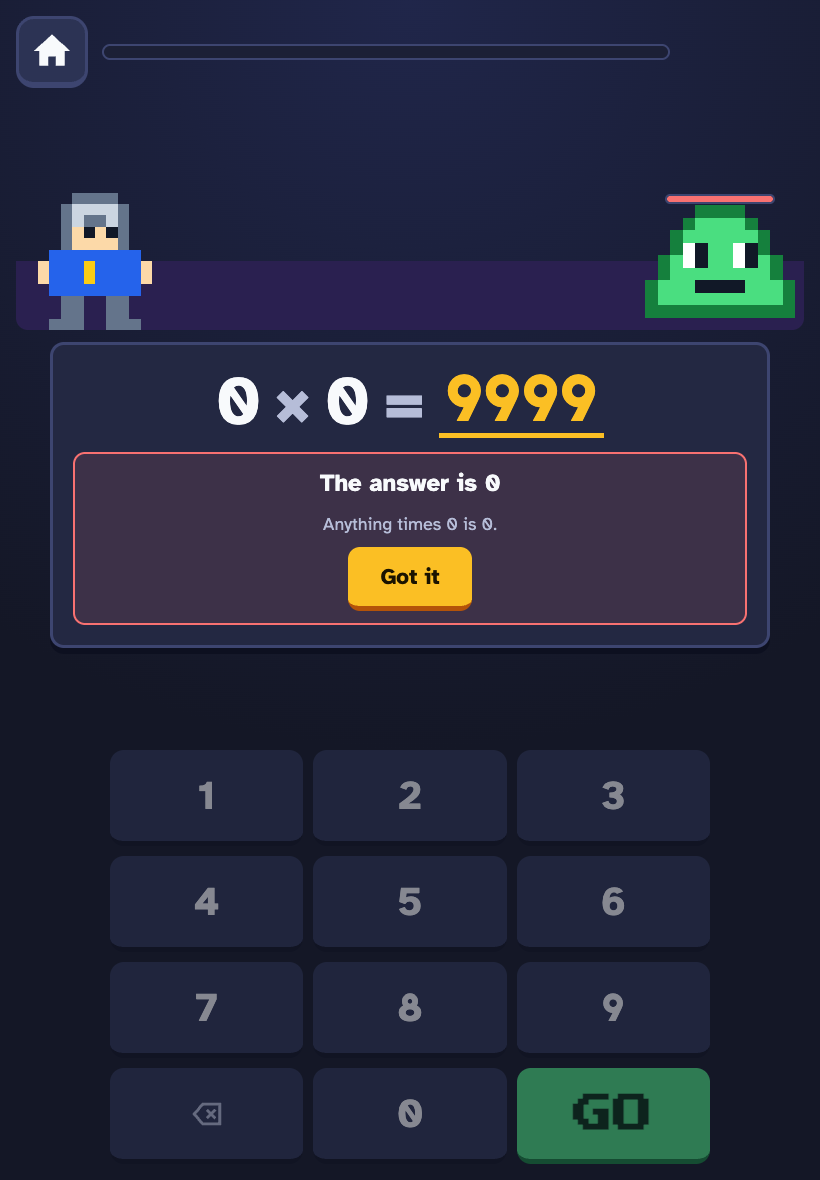 0 × 0 = 9999
The answer is 0
Anything times 0 is 0.
Got it
1 2 3
4 5 6
7 8 9
0 GO